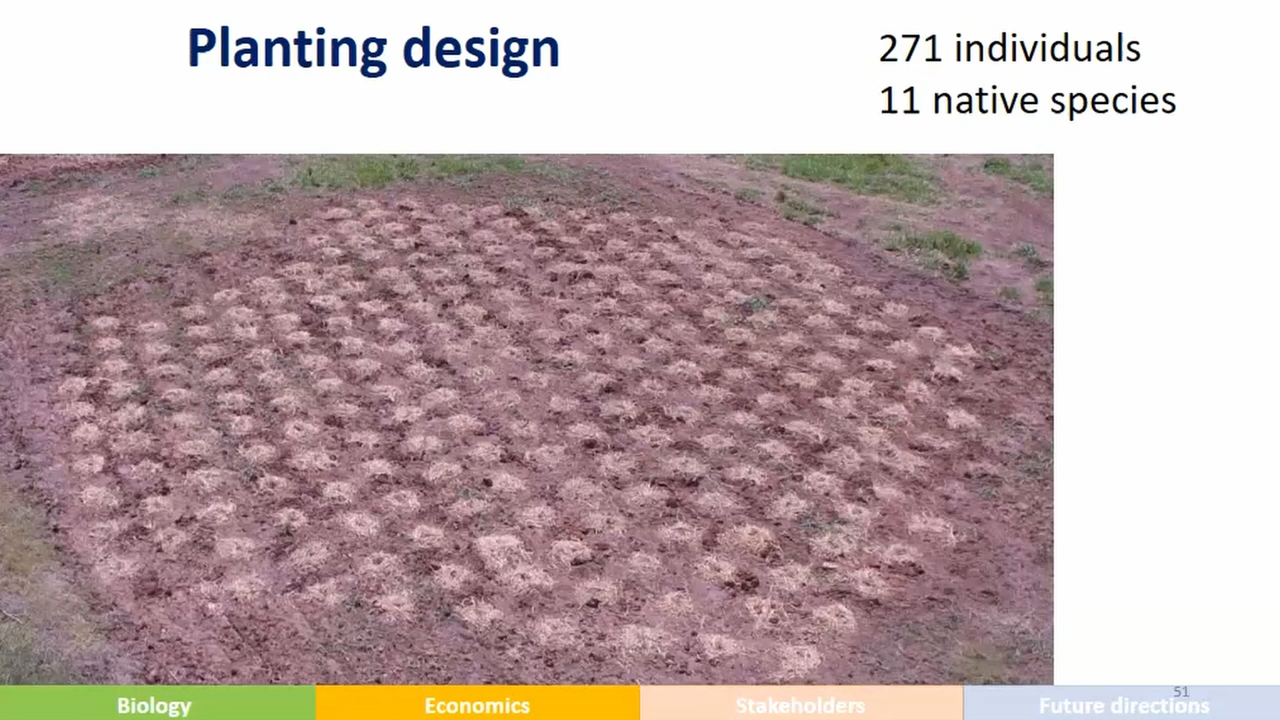 Planting design
271 individuals
11 native species
51
Biology
Economics
Stakeholders
Future directions